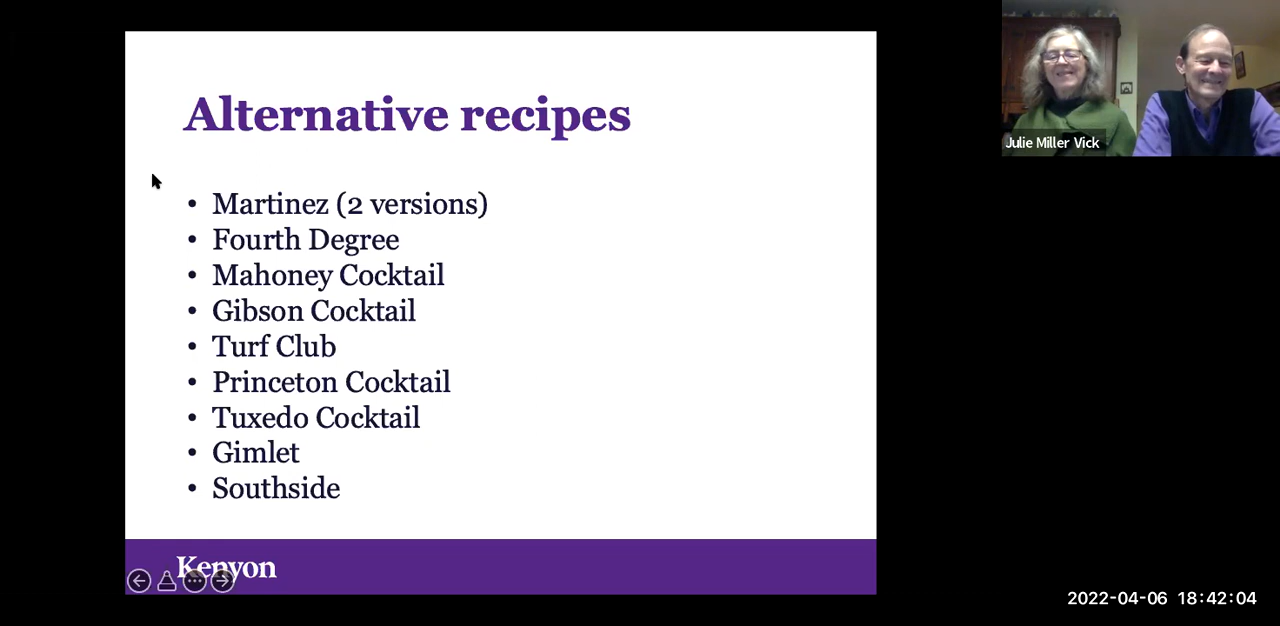 Alternative recipes
• Martinez (2 versions)
• Fourth Degree
• Mahoney Cocktail
• Gibson Cocktail
• Turf Club
• Princeton Cocktail
• Tuxedo Cocktail
• Gimlet
• Southside
Kenyon
Julie Miller Vick
2022-04-06 18:42:04